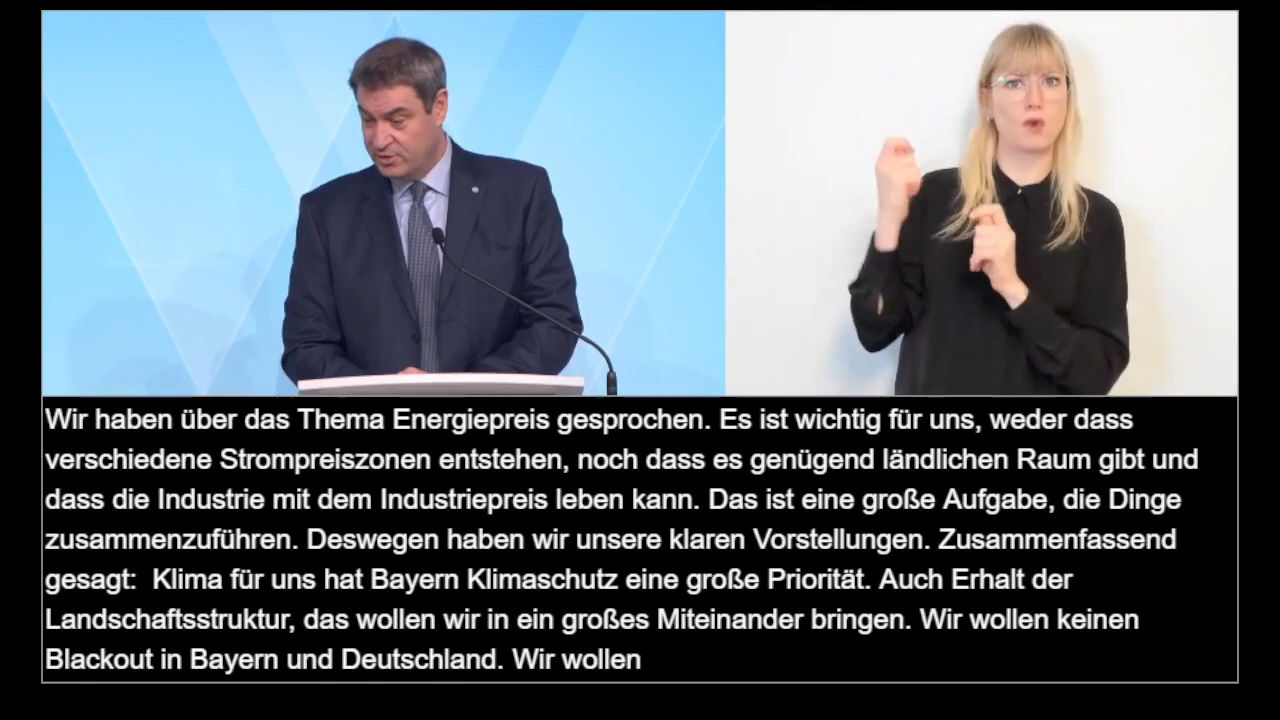 Wir haben über das Thema Energiepreis gesprochen. Es ist wichtig für uns, weder dass
verschiedene Strompreiszonen entstehen, noch dass es genügend ländlichen Raum gibt und
dass die Industrie mit dem Industriepreis leben kann. Das ist eine große Aufgabe, die Dinge
zusammenzuführen. Deswegen haben wir unsere klaren Vorstellungen. Zusammenfassend
gesagt:  Klima für uns hat Bayern Klimaschutz eine große Priorität. Auch Erhalt der
Landschaftsstruktur, das wollen wir in ein großes Miteinander bringen. Wir wollen keinen
Blackout in Bayern und Deutschland. Wir wollen